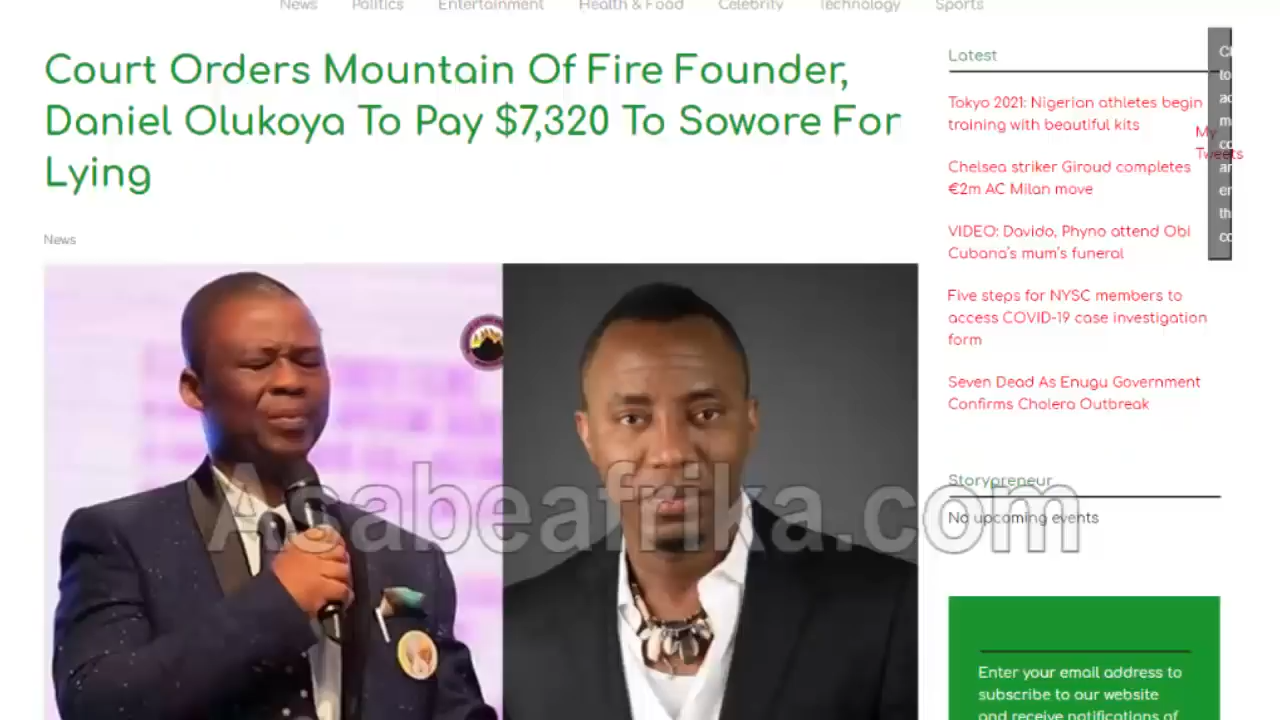 News Politics Entertainment Health & Food Celebrity Technology Sports
Court Orders Mountain Of Fire Founder,
Daniel Olukoya To Pay $7,320 To Sowore For
Lying
News
Asabeafrika.com
Latest
Tokyo 2021: Nigerian athletes begin
training with beautiful kits
Chelsea striker Giroud completes
€2m AC Milan move
VIDEO: Davido, Phyno attend Obi
Cubana's mum's funeral
Five steps for NYSC members to
access COVID-19 case investigation
form
Seven Dead As Enugu Government
Confirms Cholera Outbreak
My
Tweets
Storypreneur
No upcoming events
Enter your email address to
subscribe to our website
and receive notifications of